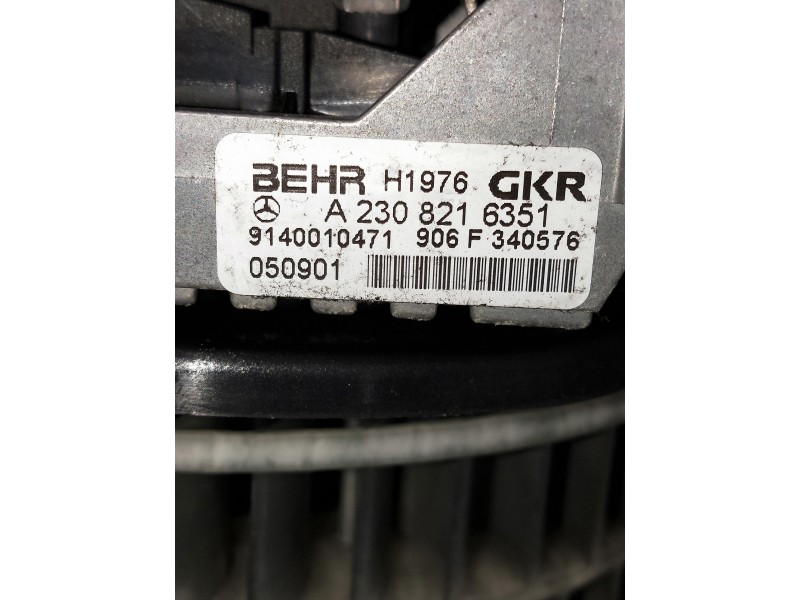 BEHR H1976 GKR
A 230 821 6351
9140010471 906 F 340576
050901